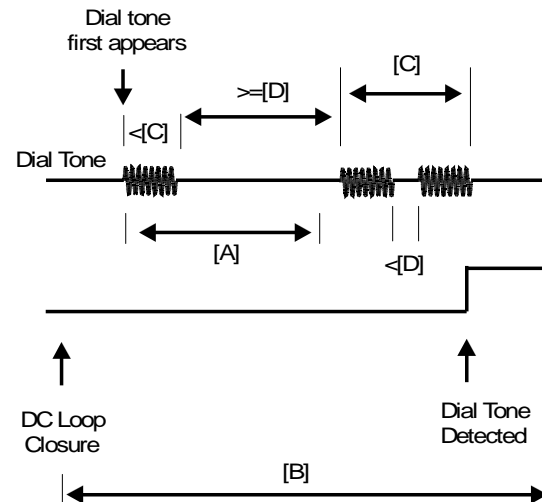 Dial tone
first appears
[C]
>=[D]
<[C]
Dial Tone
[A]
<[D]
DC Loop
Closure
Dial Tone
Detected
[B]